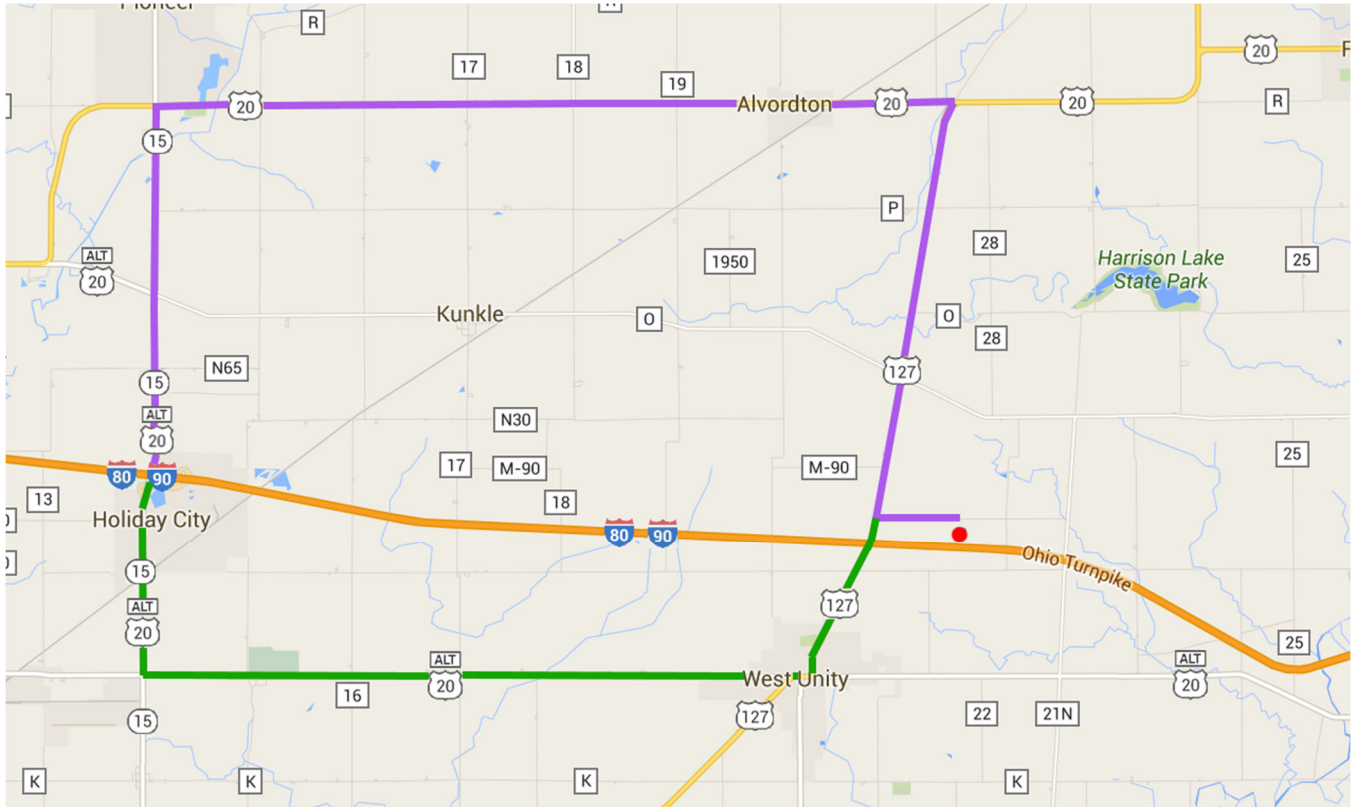 Pioneer
R
R
17
18
19
20
20
Alvordton
20
20
R
15
P
28
ALT
20
1950
Harrison Lake
State Park
25
Kunkle
O
O
28
N65
15
127
ALT
20
N30
M-90
17
M-90
25
80
90
13
18
Holiday City
80
90
Ohio Turnpike
15
ALT
20
127
25
ALT
20
16
West Unity
ALT
20
15
127
22
21N
K
K
K
K